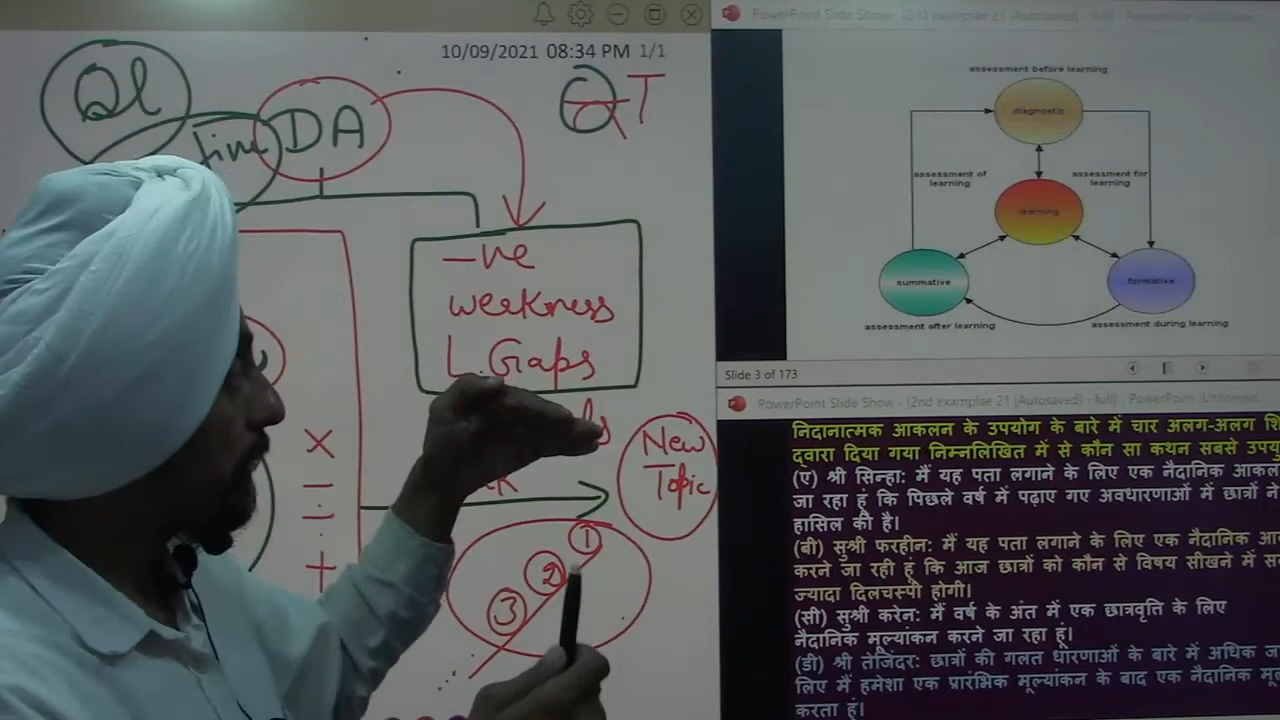 10/09/2021 08:34 PM 1/1
Ql
DA
QT
-ve
weakness
L. Gaps
New
Topic
×
-
÷
+
1
2
3
PowerPoint Slide Show - [2nd examplae 21 [Autosaved] - full] -
assessment before learning
diagnostic
assessment of
learning
assessment for
learning
learning
summative
formative
assessment after learning
assessment during learning
Slide 3 of 173
PowerPoint Slide Show - [2nd examplae 21 [Autosaved] - full] - PowerPoint
निदानात्मक आकलन के उपयोग के बारे में चार अलग-अलग
द्वारा दिया गया निम्नलिखित में से कौन सा कथन सबसे
(ए) श्री सिन्हा: मैं यह पता लगाने के लिए एक नैदानिक
जा रहा हूं कि पिछले वर्ष में पढ़ाए गए अवधारणाओं में छात्रों ने
हासिल की है।
(बी) सुश्री फरहीन: मैं यह पता लगाने के लिए एक नैदानिक
करने जा रही हूं कि आज छात्रों को कौन से विषय सीखने में
ज्यादा दिलचस्पी होगी।
(सी) सुश्री करेन: मैं वर्ष के अंत में एक छात्रवृत्ति के लिए
नैदानिक मूल्यांकन करने जा रहा हूं।
(डी) श्री तेजिंदर: छात्रों की गलत धारणाओं के बारे में अधिक
लिए मैं हमेशा एक प्रारंभिक मूल्यांकन के बाद एक नैदानिक
करता हूं।